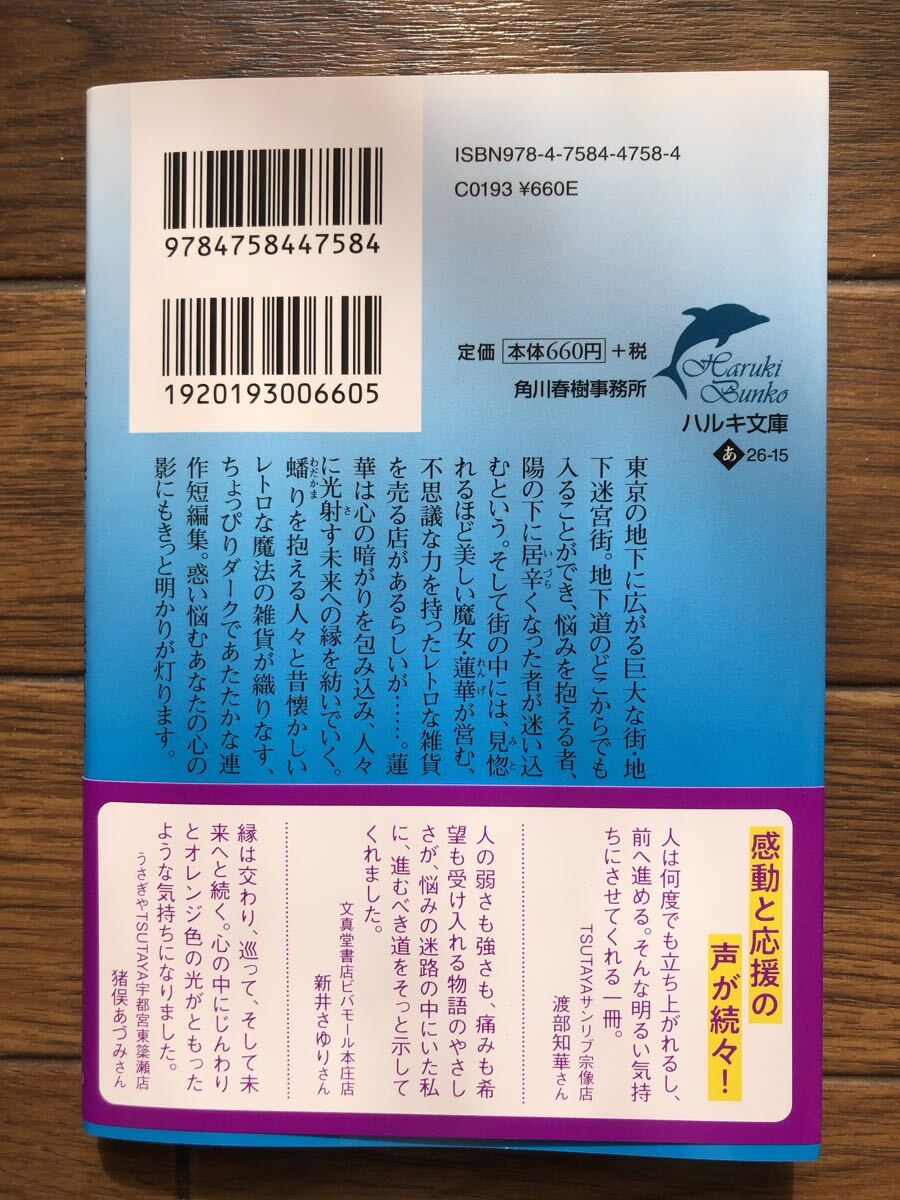 ISBN978-4-7584-4758-4
C0193 ¥660E
9784758447584
1920193006605
定価 本体660円 +税
角川春樹事務所
Haruki
Bunko
ハルキ文庫
あ 26-15
東京の地下に広がる巨大な街・地
下迷宮街。地下道のどこからでも
入ることができ、悩みを抱える者、
陽の下に居辛くなった者が迷い込
むという。そして街の中には、見惚
れるほど美しい魔女・蓮華が営む、
不思議な力を持ったレトロな雑貨
を売る店があるらしいが……。蓮
華は心の暗がりを包み込み、人々
に光射す未来への縁を紡いでいく。
蟠りを抱える人々と昔懐かしい
レトロな魔法の雑貨が織りなす、
ちょっぴりダークであたたかな連
作短編集。惑い悩むあなたの心の
影にもきっと明かりが灯ります。
感動と応援の
声が続々!
人は何度でも立ち上がれるし、
前へ進める。そんな明るい気持
ちにさせてくれる一冊。
TSUTAYAサンリブ宗像店
渡部知華さん
人の弱さも強さも、痛みも希
望も受け入れる物語のやさし
さが、悩みの迷路の中にいた私
に、進むべき道をそっと示して
くれました。
文真堂書店ビバモール本庄店
新井さゆりさん
縁は交わり、巡って、そして未
来へと続く。心の中にじんわり
とオレンジ色の光がともった
ような気持ちになりました。
うさぎやTSUTAYA宇都宮東簗瀬店
猪俣あづみさん